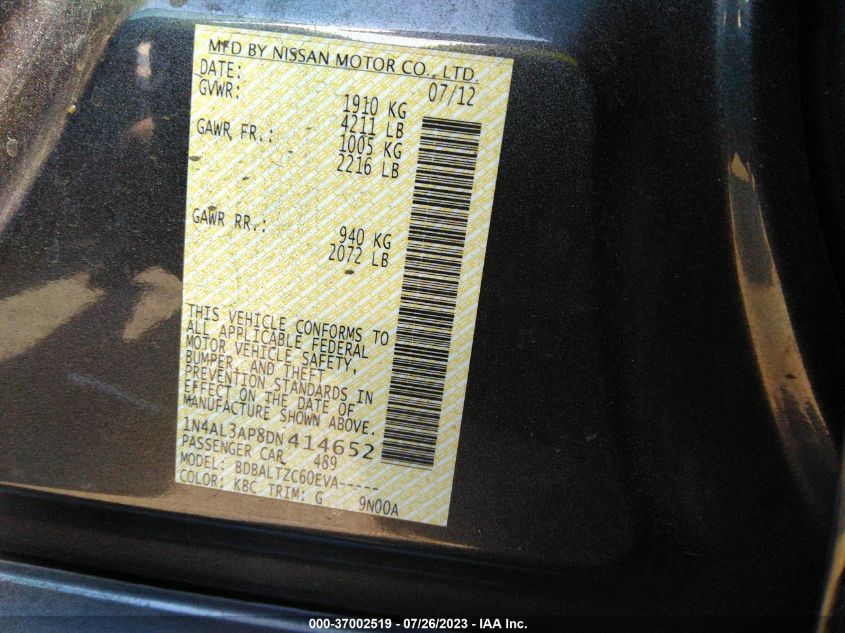 MFD BY NISSAN MOTOR CO., LTD.
DATE: 07/12
GVWR: 1910 KG
4211 LB
GAWR FR.: 1005 KG
2216 LB
GAWR RR.: 940 KG
2072 LB
THIS VEHICLE CONFORMS TO
ALL APPLICABLE FEDERAL
MOTOR VEHICLE SAFETY,
BUMPER, AND THEFT
PREVENTION STANDARDS IN
EFFECT ON THE DATE OF
MANUFACTURE SHOWN ABOVE.
1N4AL3AP8DN414652
PASSENGER CAR 489
MODEL: BDBALTZC60EVA-----
COLOR: KBC TRIM: G 9N00A
000-37002519 - 07/26/2023 - IAA Inc.